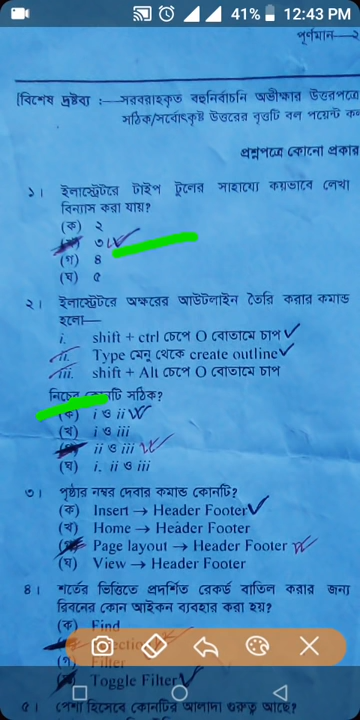 41% 12:43 PM
পূর্ণমান—২
[বিশেষ দ্রষ্টব্য :—সরবরাহকৃত বহুনির্বাচনি অভীক্ষার উত্তরপত্রে
সঠিক/সর্বোৎকৃষ্ট উত্তরের বৃত্তটি বল পয়েন্ট
প্রশ্নপত্রে কোনো প্রকার
১। ইলাস্ট্রেটরে টাইপ টুলের সাহায্যে কয়ভাবে লেখা
বিন্যাস করা যায়?
(ক) ২
৩
(গ) ৪
(ঘ) ৫
২। ইলাস্ট্রেটরে অক্ষরের আউটলাইন তৈরি করার কমান্ড
হলো—
i. shift + ctrl চেপে O বোতামে চাপ
ii. Type মেনু থেকে create outline
iii. shift + Alt চেপে O বোতামে চাপ
নিচের সঠিক?
(ক) i ও ii
(খ) i ও iii
ii ও iii
(ঘ) i. ii ও iii
৩। পৃষ্ঠার নম্বর দেবার কমান্ড কোনটি?
(ক) Insert → Header Footer
(খ) Home → Header Footer
Page layout → Header Footer
(ঘ) View → Header Footer
৪। শর্তের ভিত্তিতে প্রদর্শিত রেকর্ড বাতিল করার জন্য
রিবনের কোন আইকন ব্যবহার করা হয়?
(ক) Find
(গ) Filter
Toggle Filter
৫। পেশা হিসেবে কোনটির আলাদা গুরুত্ব আছে?